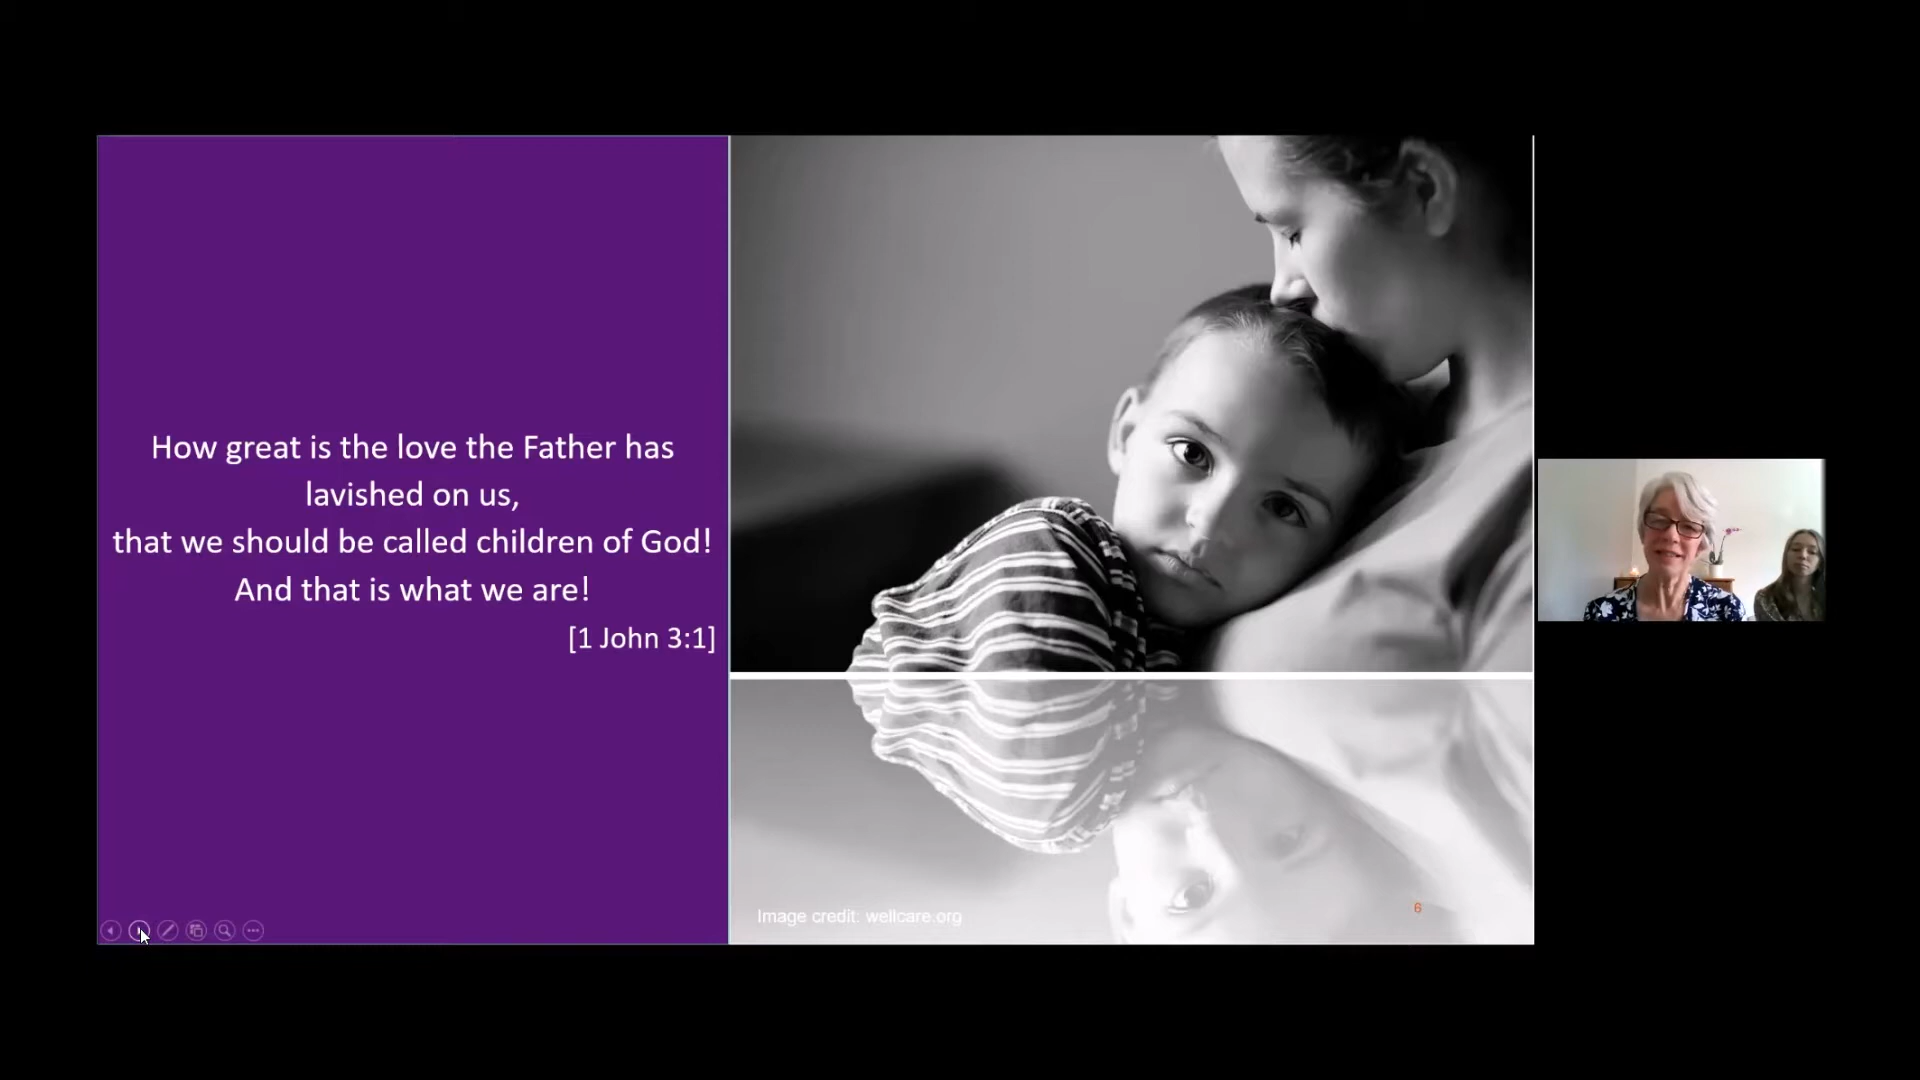 How great is the love the Father has
lavished on us,
that we should be called children of God!
And that is what we are!
[1 John 3:1]
Image credit: wellcare.org
6